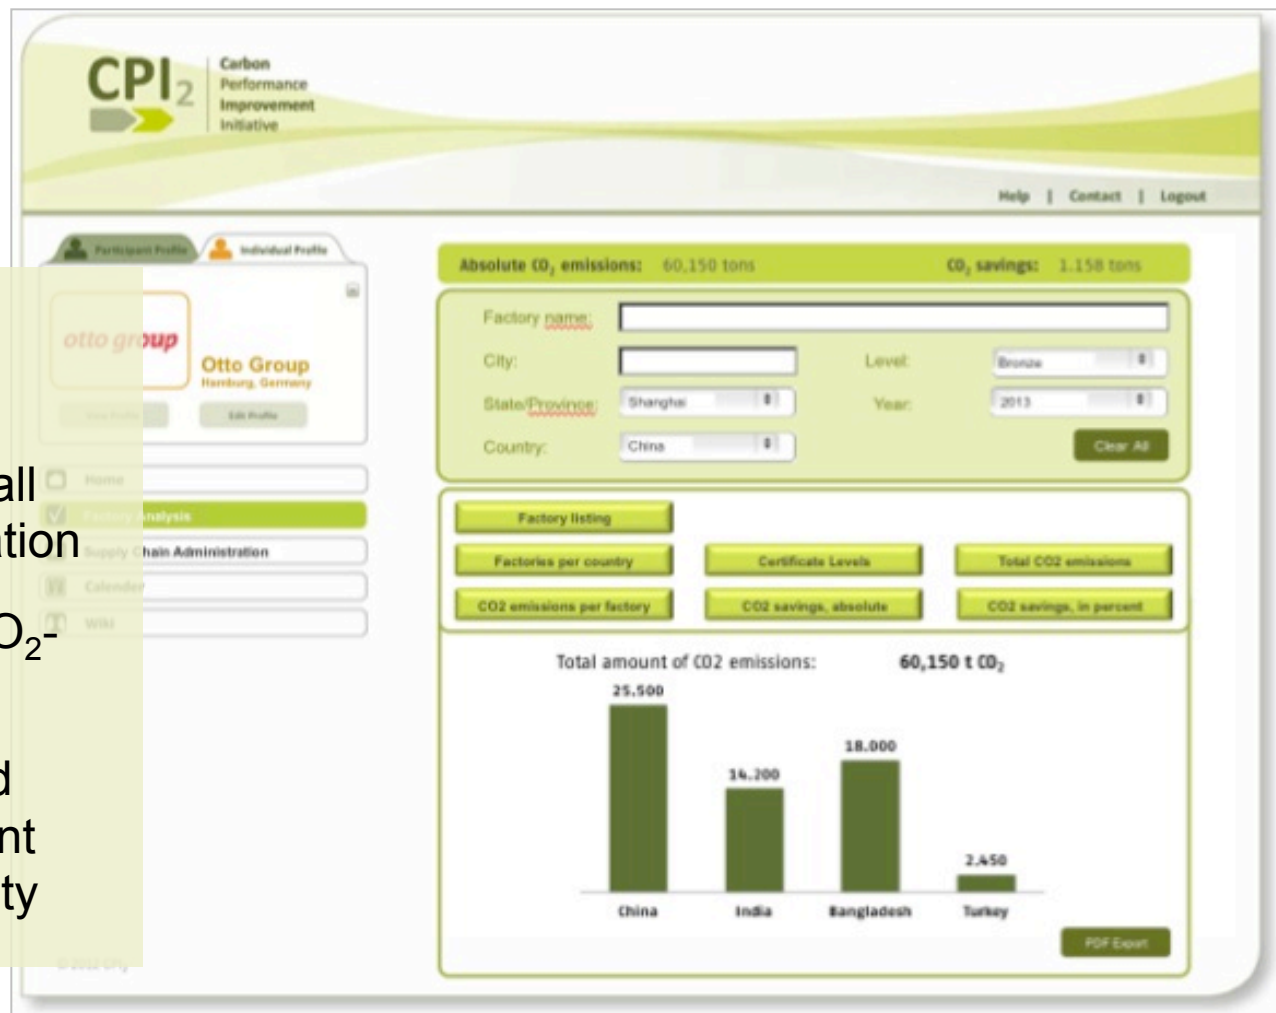 CPI2
Carbon
Performance
Improvement
Initiative
Help | Contact | Logout
Participant Profile
Individual Profile
otto group
Otto Group
Hamburg, Germany
View Profile
Edit Profile
Home
Factory Analysis
Supply Chain Administration
Calender
Wiki
all
ation
O₂-
d
nt
ty
© 2012 CPI2
Absolute CO₂ emissions: 60,150 tons CO₂ savings: 1.158 tons
Factory name:
City: Level: Bronze
State/Province: Shanghai Year: 2013
Country: China Clear All
Factory listing
Factories per country Certificate Levels Total CO2 emissions
CO2 emissions per factory CO2 savings, absolute CO2 savings, in percent
Total amount of CO2 emissions: 60,150 t CO₂
25.500
14.200
18.000
2.450
China India Bangladesh Turkey
PDF Export